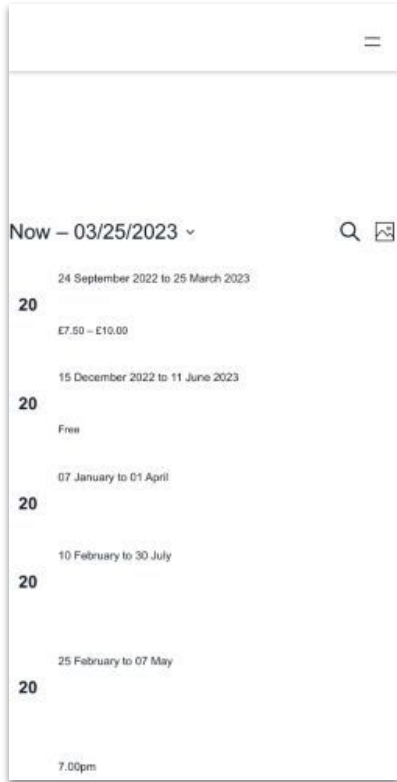 Now – 03/25/2023
24 September 2022 to 25 March 2023
20
£7.50 – £10.00
15 December 2022 to 11 June 2023
20
Free
07 January to 01 April
20
10 February to 30 July
20
25 February to 07 May
20
7.00pm